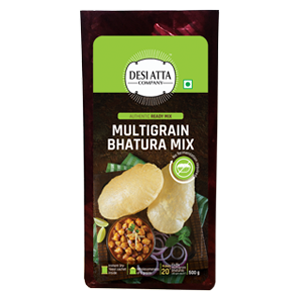 DESI ATTA
COMPANY
AUTHENTIC READY MIX
MULTIGRAIN
BHATURA MIX
20
500 g